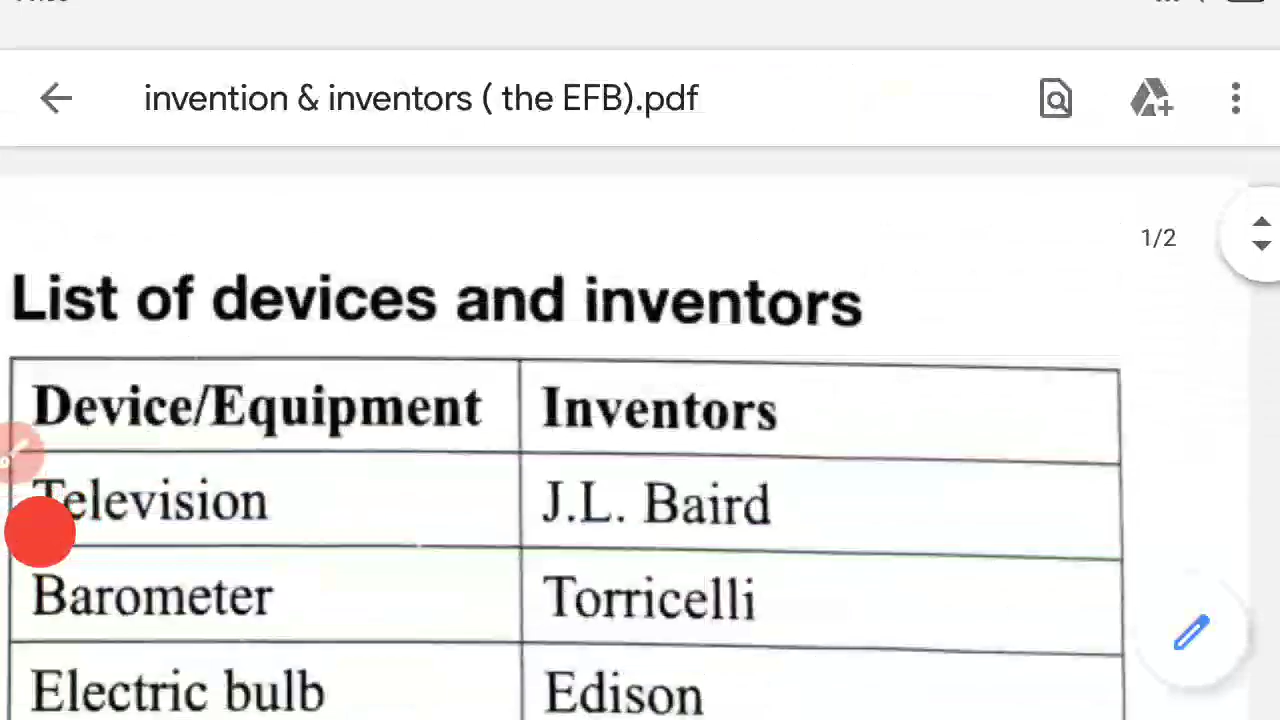 invention & inventors ( the EFB).pdf
1/2
List of devices and inventors
Device/Equipment Inventors
Television J.L. Baird
Barometer Torricelli
Electric bulb Edison